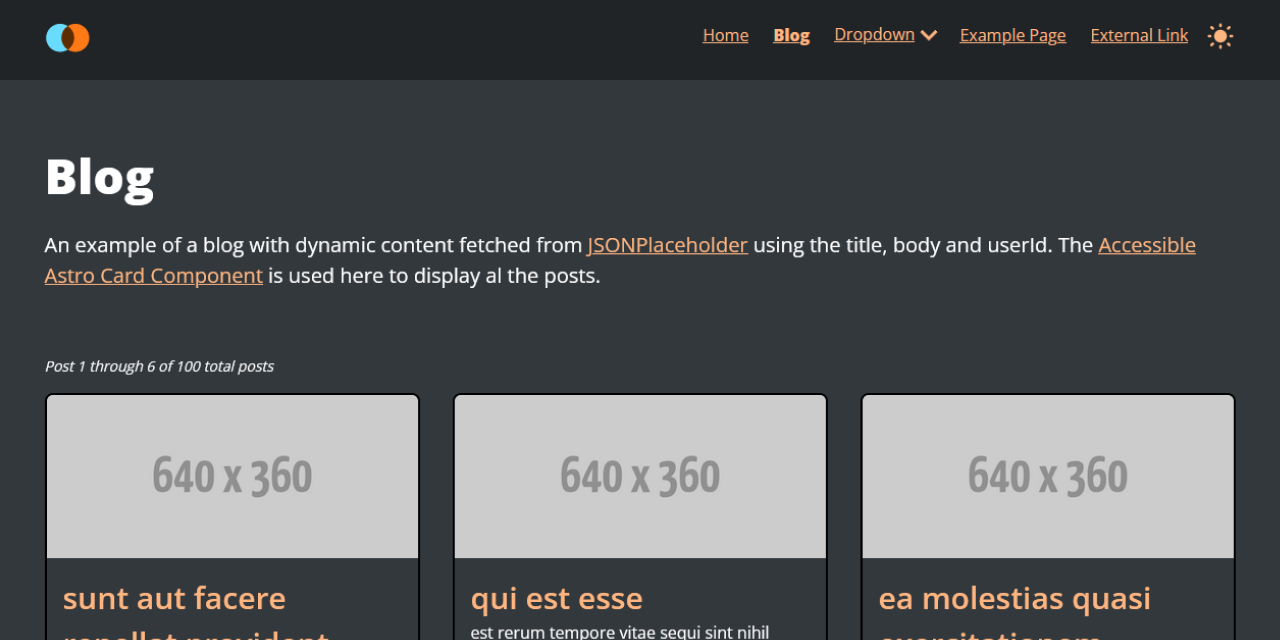 Home Blog Dropdown Example Page External Link
Blog
An example of a blog with dynamic content fetched from JSONPlaceholder using the title, body and userId. The Accessible
Astro Card Component is used here to display al the posts.
Post 1 through 6 of 100 total posts
640 x 360 640 x 360 640 x 360
sunt aut facere qui est esse ea molestias quasi
repellat provident est rerum tempore vitae sequi sint nihil exercitationem